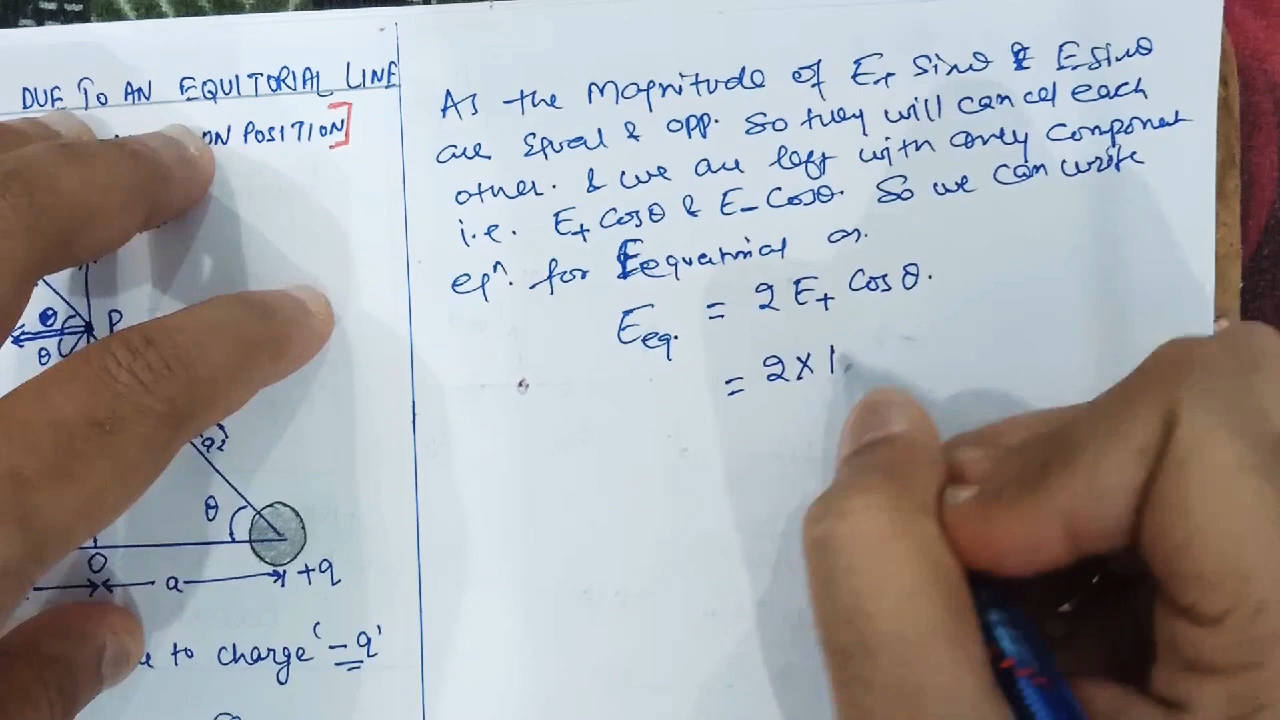 DUE TO AN EQUITORIAL LINE
ON POSITION]
θ
P
θ
θ
O
a
+q
to charge '-q'
As the Magnitude of E+ Sinθ & E Sinθ
are Equal & opp. So they will cancel each
other. & we are left with only component
i.e. E+ Cosθ & E- Cosθ. So we can write
eqⁿ. for Eequatorial as.
Eeq. = 2 E+ Cosθ.
= 2×1